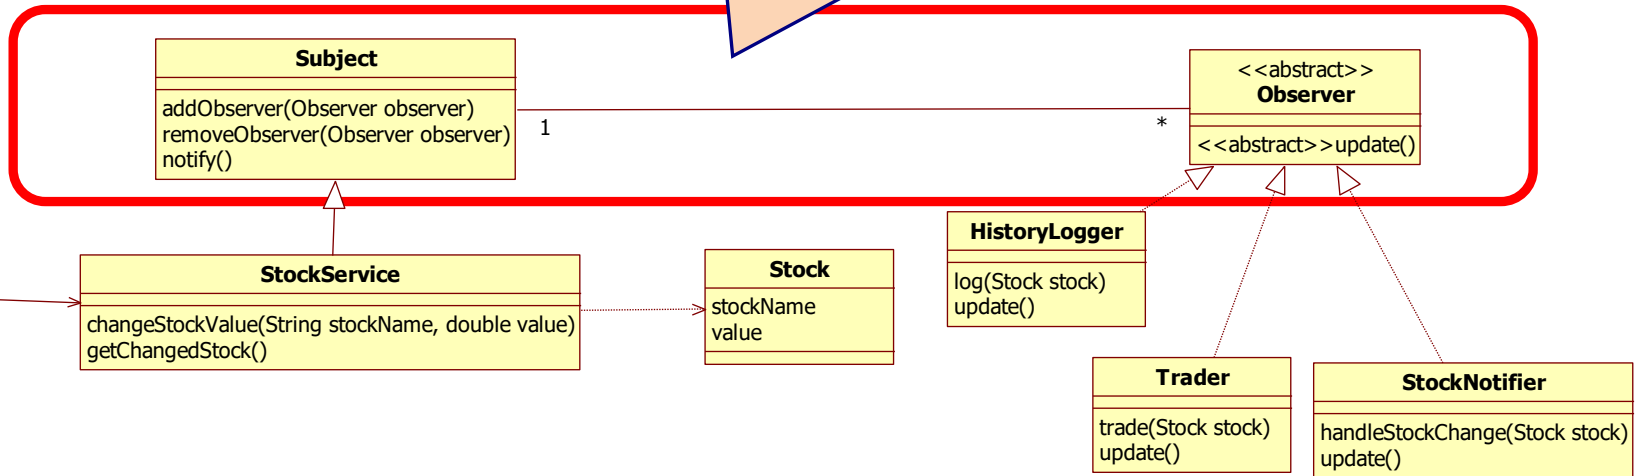 Subject
addObserver(Observer observer)
removeObserver(Observer observer)
notify()
1
*
<<abstract>>
Observer
<<abstract>>update()
StockService
changeStockValue(String stockName, double value)
getChangedStock()
Stock
stockName
value
HistoryLogger
log(Stock stock)
update()
Trader
trade(Stock stock)
update()
StockNotifier
handleStockChange(Stock stock)
update()